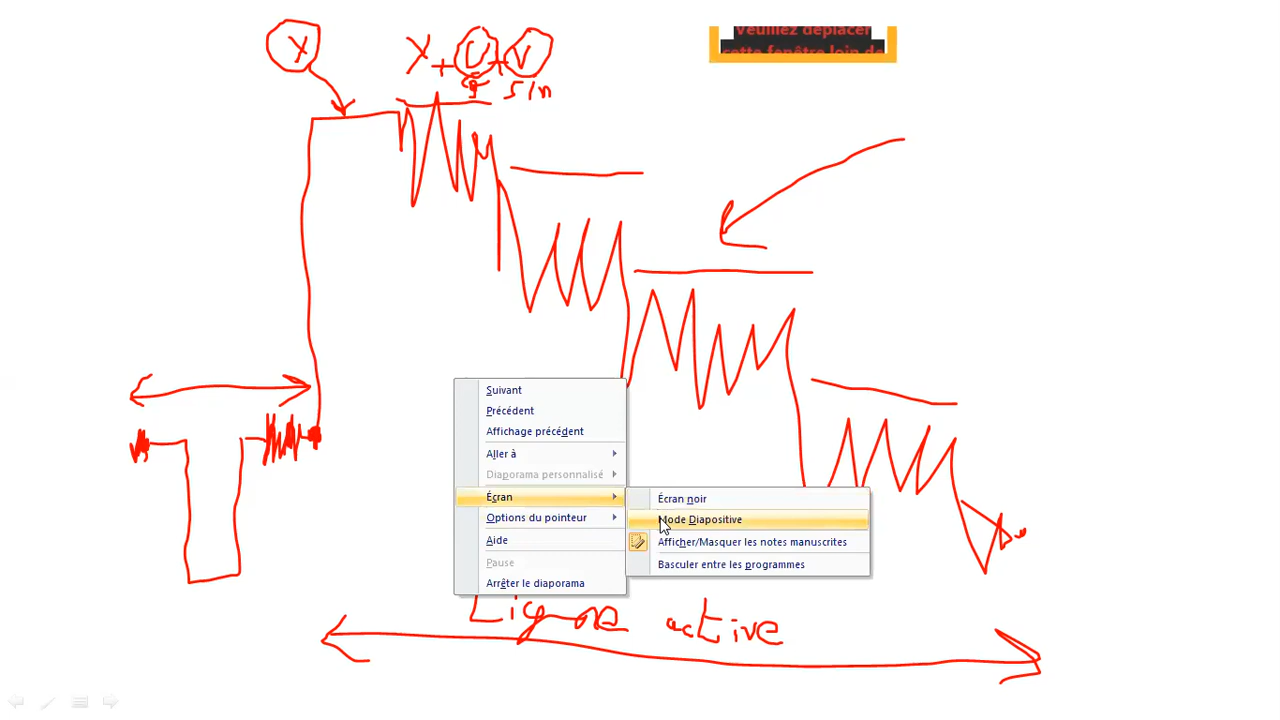 Veuillez déplacer
cette fenêtre loin de
X
X + U + V
sin
Suivant
Précédent
Affichage précédent
Aller à
Diaporama personnalisé
Écran
Options du pointeur
Aide
Pause
Arrêter le diaporama
Écran noir
Mode Diapositive
Afficher/Masquer les notes manuscrites
Basculer entre les programmes
Ligne active